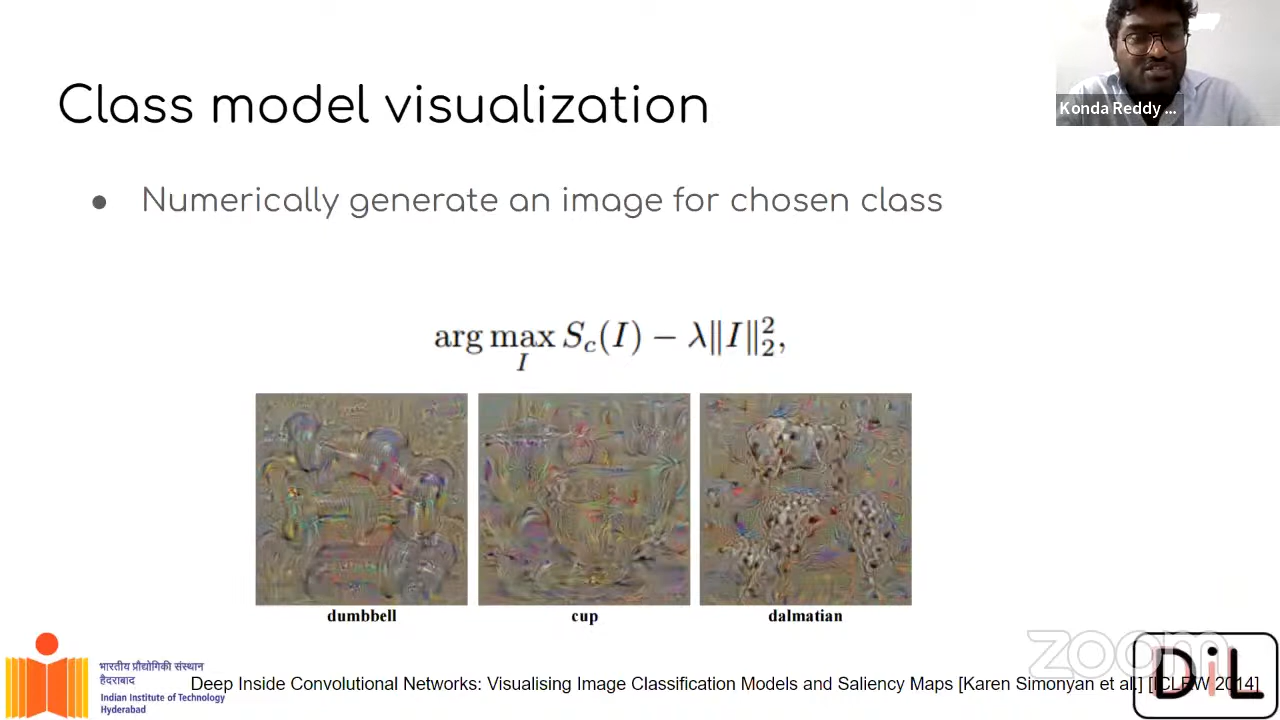 Class model visualization
Konda Reddy ...
● Numerically generate an image for chosen class
arg max S_c(I) − λ‖I‖₂²,
I
dumbbell cup dalmatian
zoom
DiL
भारतीय प्रौद्योगिकी संस्थान
हैदराबाद
Indian Institute of Technology
Hyderabad
Deep Inside Convolutional Networks: Visualising Image Classification Models and Saliency Maps [Karen Simonyan et al.] [ICLRW 2014]